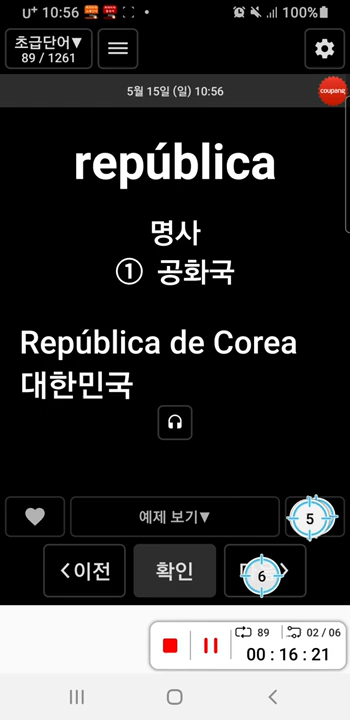 U+ 10:56 100%
초급단어▼
89 / 1261
5월 15일 (일) 10:56
coupang
república
명사
① 공화국
República de Corea
대한민국
예제 보기▼
5
<이전
확인
6
89
02 / 06
00 : 16 : 21